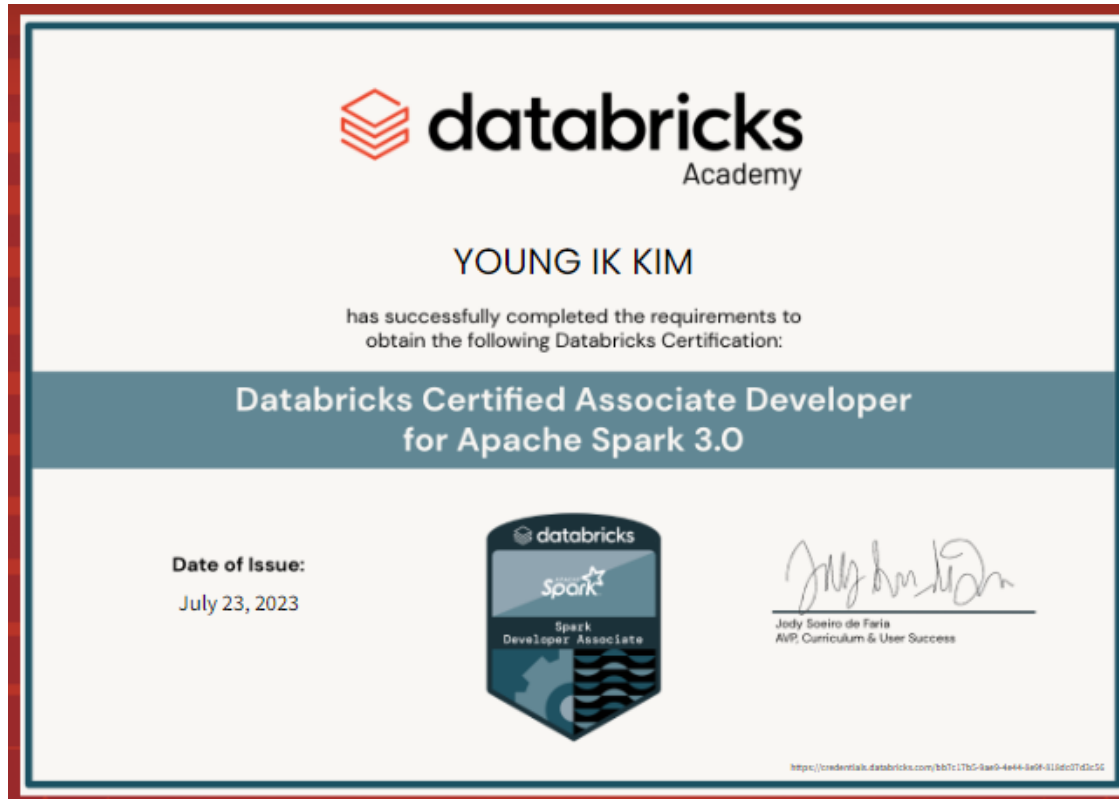 databricks
Academy
YOUNG IK KIM
has successfully completed the requirements to
obtain the following Databricks Certification:
Databricks Certified Associate Developer
for Apache Spark 3.0
Date of Issue:
July 23, 2023
databricks
APACHE
Spark
Spark
Developer Associate
Jody Soeiro de Faria
AVP, Curriculum & User Success